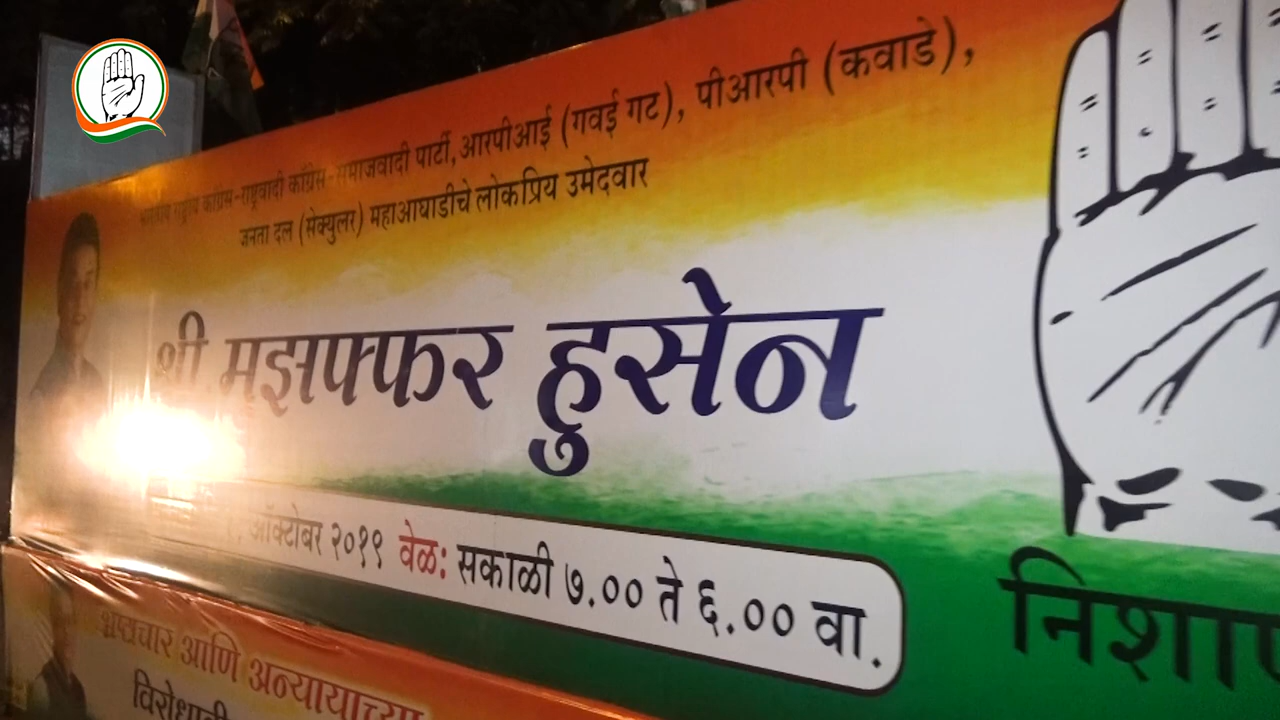 भारतीय राष्ट्रीय काँग्रेस-राष्ट्रवादी काँग्रेस-समाजवादी पार्टी, आरपीआई (गवई गट), पीआरपी (कवाडे),
जनता दल (सेक्युलर) महाआघाडीचे लोकप्रिय उमेदवार
श्री. मुझफ्फर हुसेन
ऑक्टोबर २०१९ वेळ: सकाळी ७.०० ते ६.०० वा.
भ्रष्टाचार आणि अन्यायाच्या